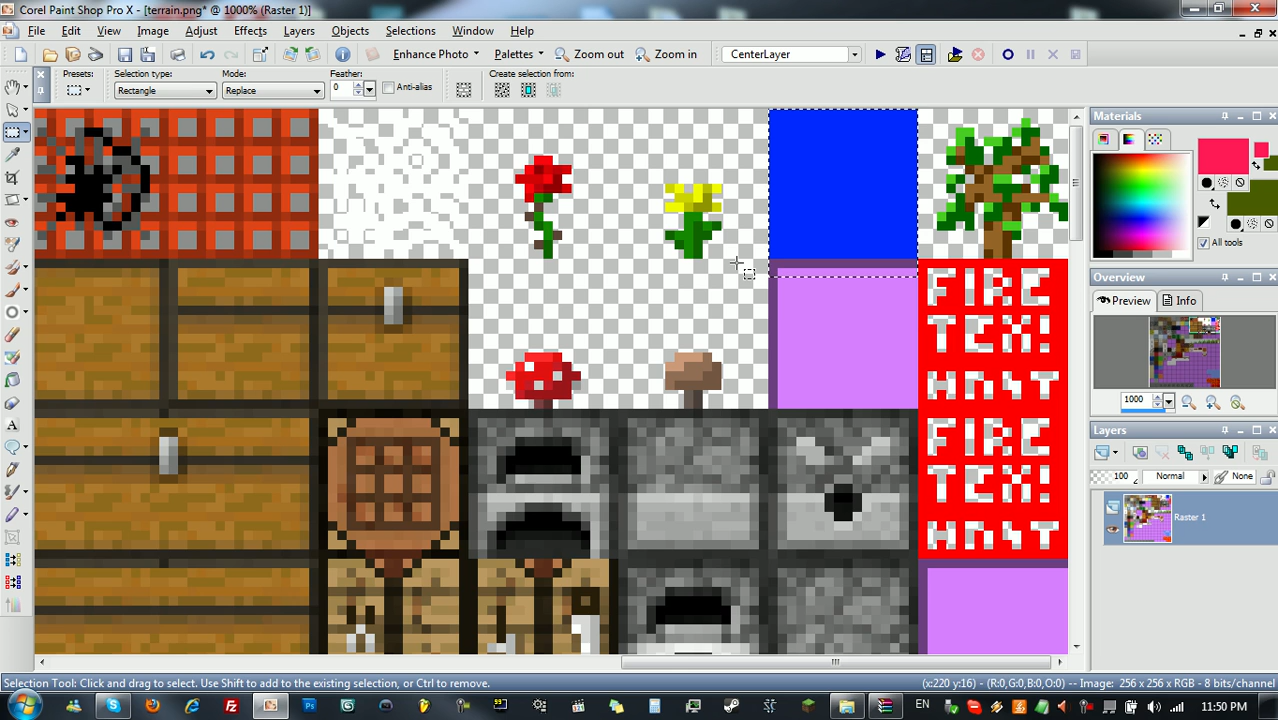 Corel Paint Shop Pro X - [terrain.png* @ 1000% (Raster 1)]
File Edit View Image Adjust Effects Layers Objects Selections Window Help
Enhance Photo Palettes Zoom out Zoom in CenterLayer
Presets: Selection type: Mode: Feather: Create selection from:
Rectangle Replace 0 Anti-alias
Materials
All tools
Overview
Preview Info
1000
Layers
100 Normal None
Raster 1
FIRE
TEX!
HNST
FIRE
TEX!
HNST
Selection Tool: Click and drag to select. Use Shift to add to the existing selection, or Ctrl to remove.
(x:220 y:16) - (R:0,G:0,B:0,O:0) -- Image: 256 x 256 x RGB - 8 bits/channel
EN 11:50 PM